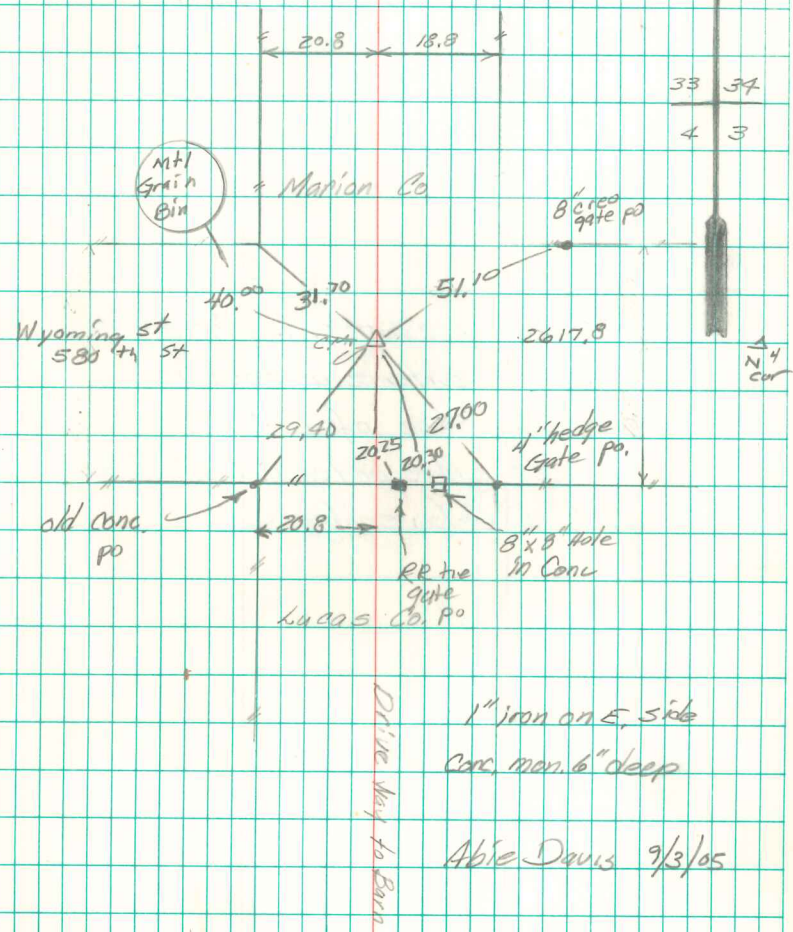 20.8
18.8
33 34
4 3
Mtl
Grain
Bin
Marion Co
8" creo
gate po
40.00
31.70
51.10
Wyoming St
580 th St
2617.8
N 4
cor
29.40
20.25
20.30
27.00
4" hedge
Gate po.
old conc.
po
20.8
8" x 8" Hole
in Conc
RR tie
gate
po
Lucas Co.
Drive Way to Barn
1" iron on E. side
Conc. mon. 6" deep
Abie Davis 9/3/05